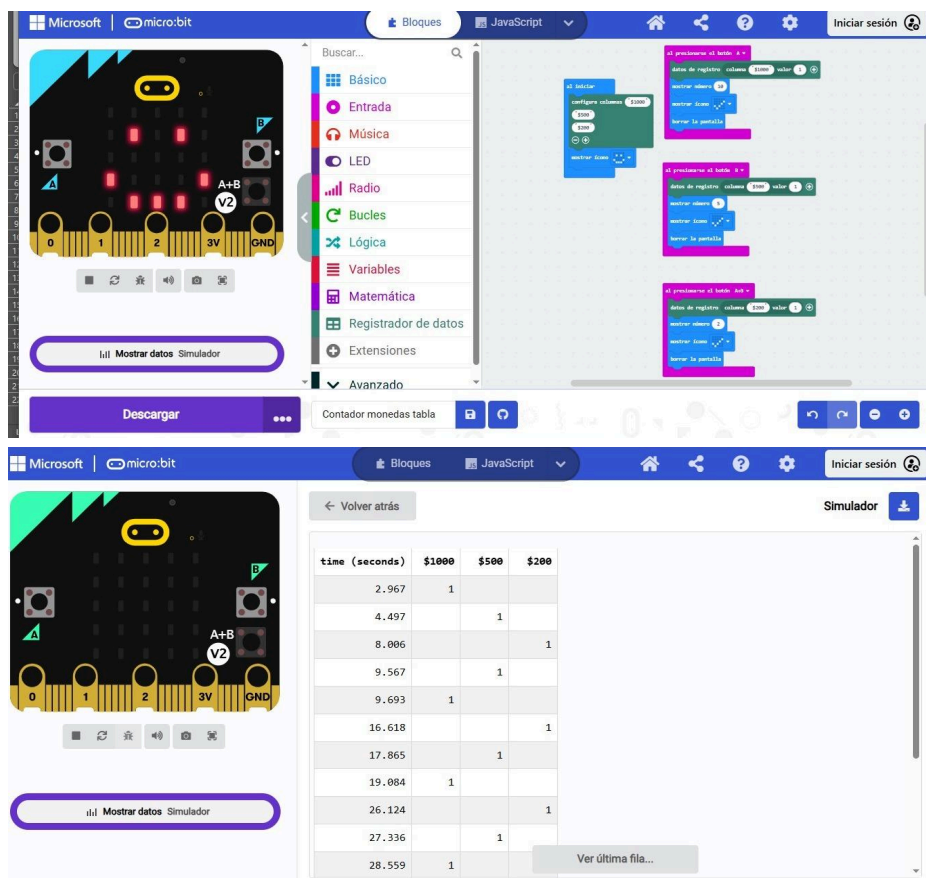 Microsoft | micro:bit
Bloques
JavaScript
Iniciar sesión
Buscar...
Básico
Entrada
Música
LED
Radio
Bucles
Lógica
Variables
Matemática
Registrador de datos
Extensiones
Avanzado
A
B
A+B
V2
0 1 2 3V GND
Mostrar datos Simulador
al iniciar
configura columnas $1000
$500
$200
mostrar ícono
al presionarse el botón A
datos de registro columna $1000 valor 1
mostrar número 10
mostrar ícono
borrar la pantalla
al presionarse el botón B
datos de registro columna $500 valor 1
mostrar número 5
mostrar ícono
borrar la pantalla
al presionarse el botón A+B
datos de registro columna $200 valor 1
mostrar número 2
mostrar ícono
borrar la pantalla
Descargar
Contador monedas tabla
Microsoft | micro:bit
Bloques
JavaScript
Iniciar sesión
A
B
A+B
V2
0 1 2 3V GND
Mostrar datos Simulador
Volver atrás
Simulador
time (seconds) $1000 $500 $200
2.967 1
4.497 1
8.006 1
9.567 1
9.693 1
16.618 1
17.865 1
19.084 1
26.124 1
27.336 1
28.559 1
Ver última fila...